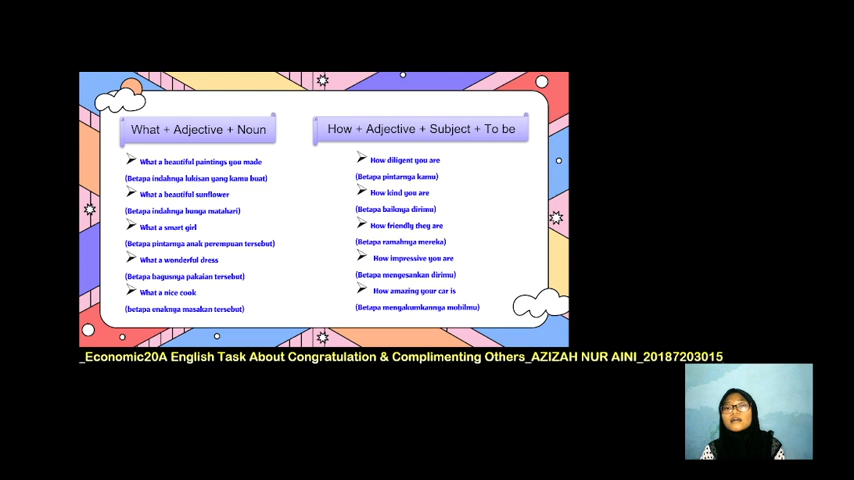 What + Adjective + Noun
What a beautiful paintings you made
(Betapa indahnya lukisan yang kamu buat)
What a beautiful sunflower
(Betapa indahnya bunga matahari)
What a smart girl
(Betapa pintarnya anak perempuan tersebut)
What a wonderful dress
(Betapa bagusnya pakaian tersebut)
What a nice cook
(betapa enaknya masakan tersebut)
How + Adjective + Subject + To be
How diligent you are
(Betapa pintarnya kamu)
How kind you are
(Betapa baiknya dirimu)
How friendly they are
(Betapa ramahnya mereka)
How impressive you are
(Betapa mengesankan dirimu)
How amazing your car is
(Betapa mengakumkannya mobilmu)
_Economic20A English Task About Congratulation & Complimenting Others_AZIZAH NUR AINI_20187203015